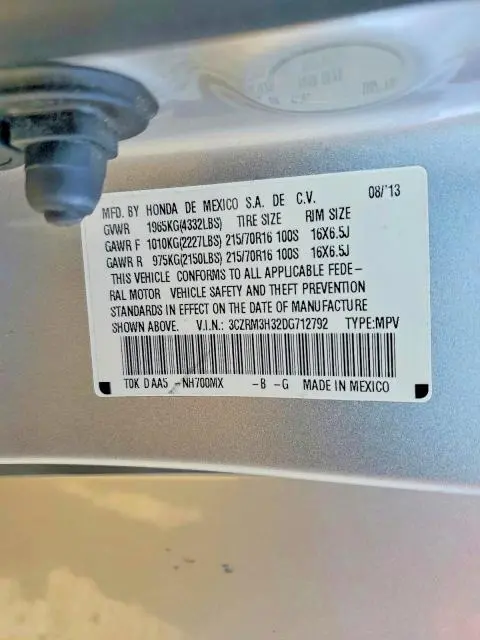 MFD. BY HONDA DE MEXICO S.A. DE C.V. 08/'13
GVWR 1965KG(4332LBS) TIRE SIZE RIM SIZE
GAWR F 1010KG(2227LBS) 215/70R16 100S 16X6.5J
GAWR R 975KG(2150LBS) 215/70R16 100S 16X6.5J
THIS VEHICLE CONFORMS TO ALL APPLICABLE FEDE-
RAL MOTOR VEHICLE SAFETY AND THEFT PREVENTION
STANDARDS IN EFFECT ON THE DATE OF MANUFACTURE
SHOWN ABOVE. V.I.N.: 3CZRM3H32DG712792 TYPE:MPV
TDK DAA5 -NH700MX -B -G MADE IN MEXICO